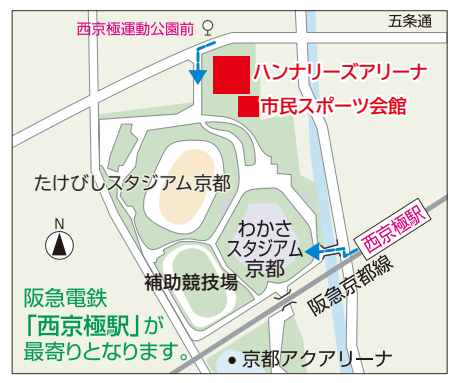 西京極運動公園前
五条通
ハンナリーズアリーナ
市民スポーツ会館
たけびしスタジアム京都
わかさ
スタジアム
京都
西京極駅
N
補助競技場
阪急京都線
阪急電鉄
「西京極駅」が
最寄りとなります。
京都アクアリーナ